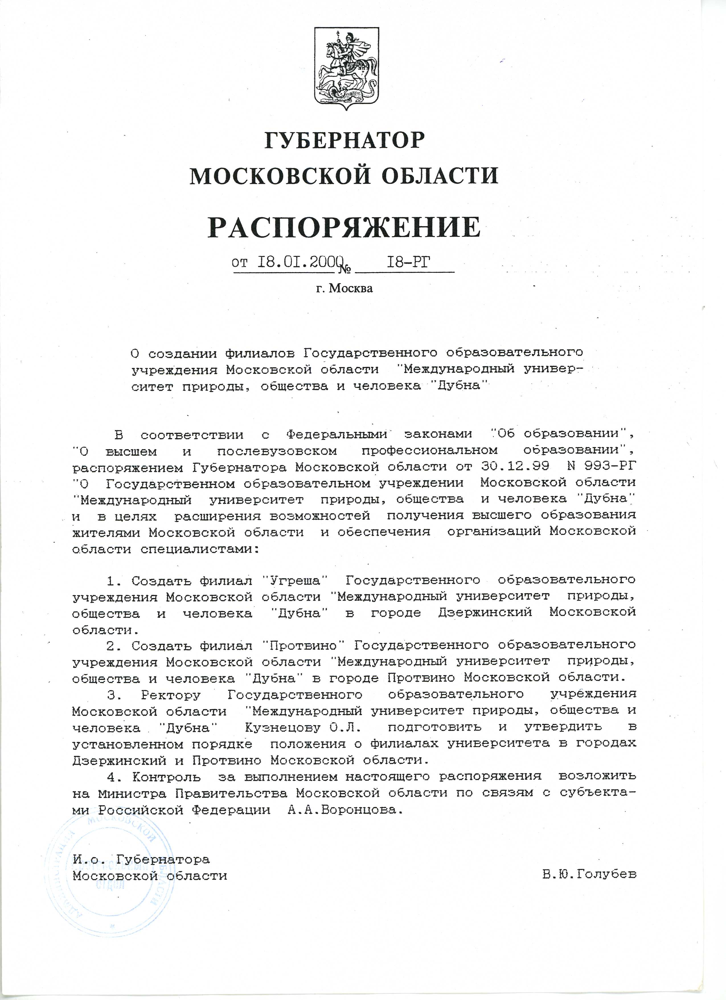 ГУБЕРНАТОР
МОСКОВСКОЙ ОБЛАСТИ
РАСПОРЯЖЕНИЕ
от I8.0I.2000 № I8-РГ
г. Москва
О создании филиалов Государственного образовательного
учреждения Московской области "Международный универ-
ситет природы, общества и человека "Дубна"
В соответствии с Федеральными законами "Об образовании",
"О высшем и послевузовском профессиональном образовании",
распоряжением Губернатора Московской области от 30.12.99 N 993-РГ
"О Государственном образовательном учреждении Московской области
"Международный университет природы, общества и человека "Дубна"
и в целях расширения возможностей получения высшего образования
жителями Московской области и обеспечения организаций Московской
области специалистами:
1. Создать филиал "Угреша" Государственного образовательного
учреждения Московской области "Международный университет природы,
общества и человека "Дубна" в городе Дзержинский Московской
области.
2. Создать филиал "Протвино" Государственного образовательного
учреждения Московской области "Международный университет природы,
общества и человека "Дубна" в городе Протвино Московской области.
3. Ректору Государственного образовательного учреждения
Московской области "Международный университет природы, общества и
человека "Дубна" Кузнецову О.Л. подготовить и утвердить в
установленном порядке положения о филиалах университета в городах
Дзержинский и Протвино Московской области.
4. Контроль за выполнением настоящего распоряжения возложить
на Министра Правительства Московской области по связям с субъекта-
ми Российской Федерации А.А.Воронцова.
АДМИНИСТРАЦИЯ МОСКОВСКОЙ ОБЛАСТИ
Протокольный
отдел
И.о. Губернатора
Московской области
В.Ю.Голубев